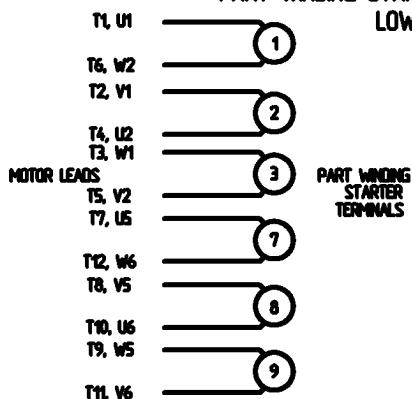 LOW
T1, U1
1
T6, W2
T2, V1
2
T4, U2
T3, W1
MOTOR LEADS
3
PART WINDING
STARTER
TERMINALS
T5, V2
T7, U5
7
T12, W6
T8, V5
8
T10, U6
T9, W5
9
T11, V6